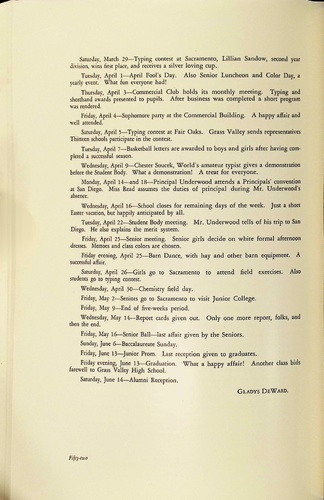 Saturday, March 29—Typing contest at Sacramento, Lillian Sandow, second year
division, wins first place, and receives a silver loving cup.
Tuesday, April 1—April Fool's Day. Also Senior Luncheon and Color Day, a
yearly event. What fun everyone had!
Thursday, April 3—Commercial Club holds its monthly meeting. Typing and
shorthand awards presented to pupils. After business was completed a short program
was rendered.
Friday, April 4—Sophomore party at the Commercial Building. A happy affair and
well attended.
Saturday, April 5—Typing contest at Fair Oaks. Grass Valley sends representatives
Thirteen schools participate in the contest.
Tuesday, April 7—Basketball letters are awarded to boys and girls after having com-
pleted a successful season.
Wednesday, April 9—Chester Soucek, World's amateur typist gives a demonstration
before the Student Body. What a demonstration! A treat for everyone.
Monday, April 14—and 18—Principal Underwood attends a Principals' convention
at San Diego. Miss Read assumes the duties of principal during Mr. Underwood's
absence.
Wednesday, April 16—School closes for remaining days of the week. Just a short
Easter vacation, but happily anticipated by all.
Tuesday, April 22—Student Body meeting. Mr. Underwood tells of his trip to San
Diego. He also explains the merit system.
Friday, April 25—Senior meeting. Senior girls decide on white formal afternoon
dresses. Mottoes and class colors are chosen.
Friday evening, April 25—Barn Dance, with hay and other barn equipment. A
successful affair.
Saturday, April 26—Girls go to Sacramento to attend field exercises. Also
students go to typing contest.
Wednesday, April 30—Chemistry field day.
Friday, May 2—Seniors go to Sacramento to visit Junior College.
Friday, May 9—End of five-weeks period.
Wednesday, May 14—Report cards given out. Only one more report, folks, and
then the end.
Friday, May 16—Senior Ball—last affair given by the Seniors.
Sunday, June 6—Baccalaureate Sunday.
Friday, June 13—Junior Prom. Last reception given to graduates.
Friday evening, June 13—Graduation. What a happy affair! Another class bids
farewell to Grass Valley High School.
Saturday, June 14—Alumni Reception.
GLADYS DEWARD.
Fifty-two